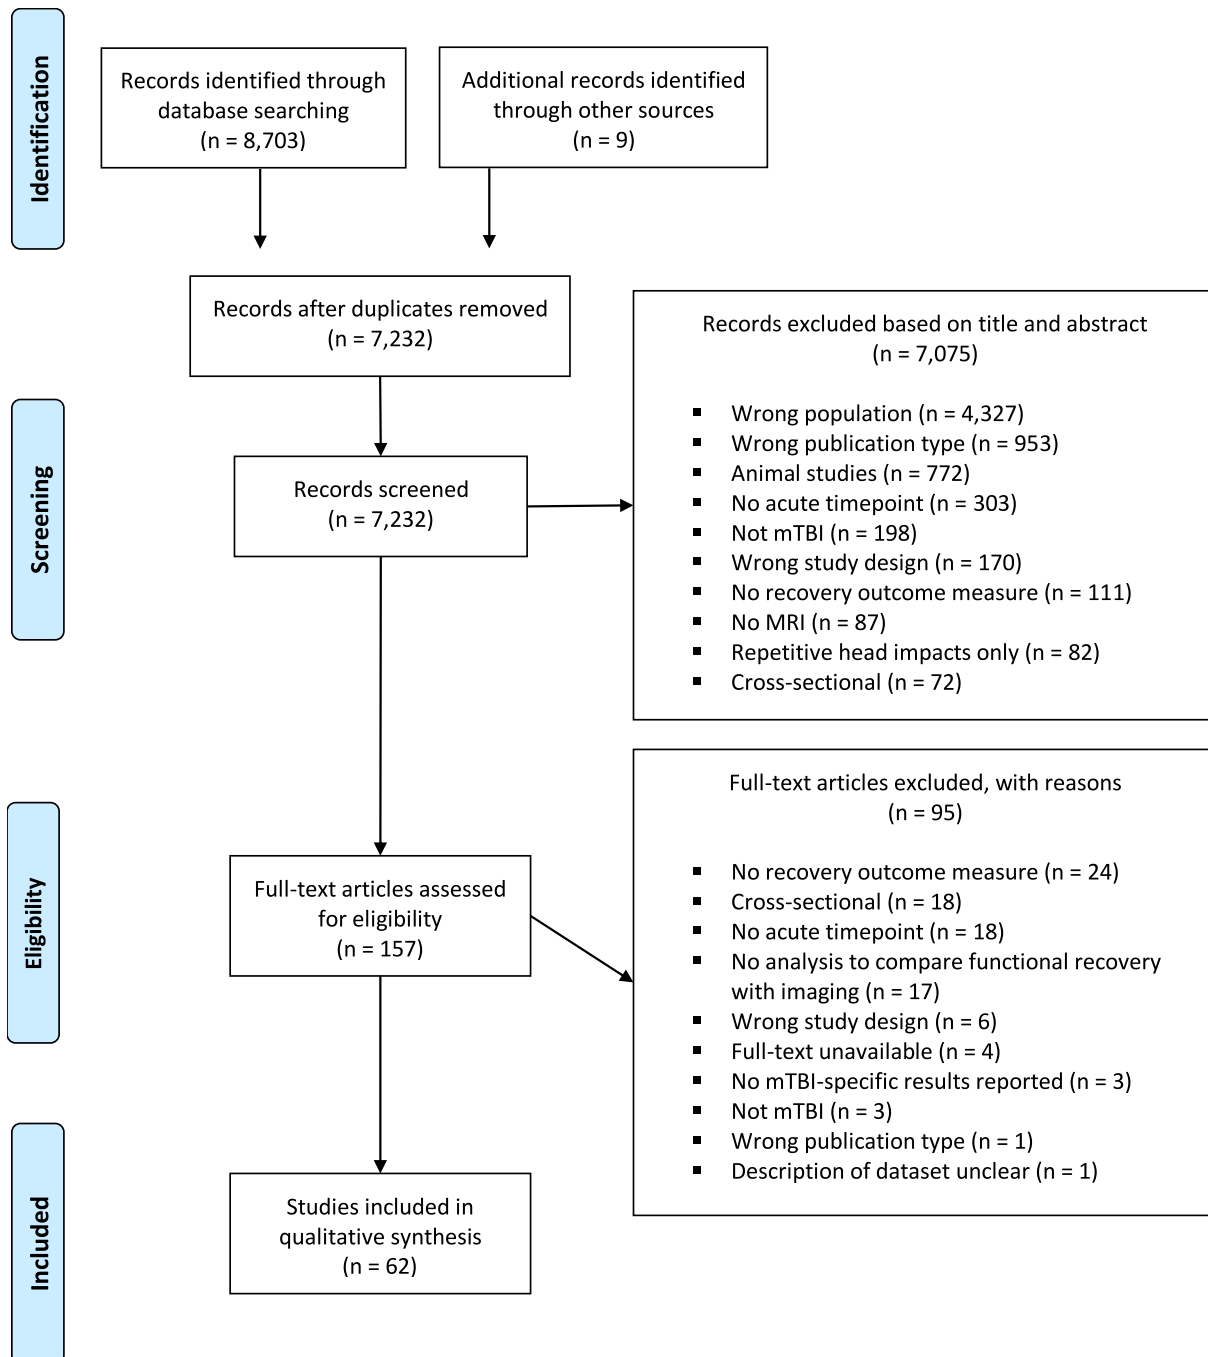 Identification
Records identified through
database searching
(n = 8,703)
Additional records identified
through other sources
(n = 9)
Records after duplicates removed
(n = 7,232)
Screening
Records screened
(n = 7,232)
Records excluded based on title and abstract
(n = 7,075)
▪ Wrong population (n = 4,327)
▪ Wrong publication type (n = 953)
▪ Animal studies (n = 772)
▪ No acute timepoint (n = 303)
▪ Not mTBI (n = 198)
▪ Wrong study design (n = 170)
▪ No recovery outcome measure (n = 111)
▪ No MRI (n = 87)
▪ Repetitive head impacts only (n = 82)
▪ Cross-sectional (n = 72)
Eligibility
Full-text articles assessed
for eligibility
(n = 157)
Full-text articles excluded, with reasons
(n = 95)
▪ No recovery outcome measure (n = 24)
▪ Cross-sectional (n = 18)
▪ No acute timepoint (n = 18)
▪ No analysis to compare functional recovery
with imaging (n = 17)
▪ Wrong study design (n = 6)
▪ Full-text unavailable (n = 4)
▪ No mTBI-specific results reported (n = 3)
▪ Not mTBI (n = 3)
▪ Wrong publication type (n = 1)
▪ Description of dataset unclear (n = 1)
Included
Studies included in
qualitative synthesis
(n = 62)